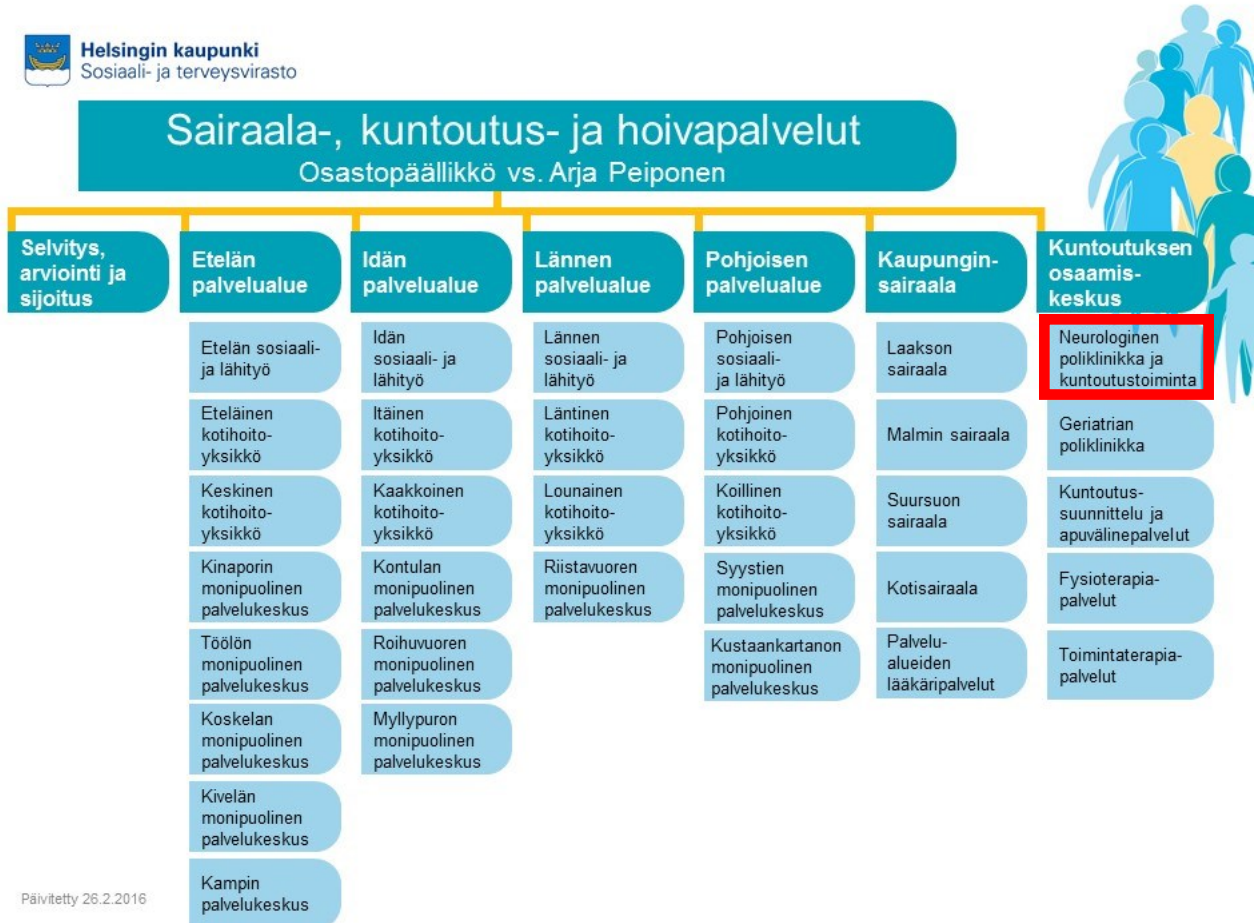 Helsingin kaupunki
Sosiaali- ja terveysvirasto
Sairaala-, kuntoutus- ja hoivapalvelut
Osastopäällikkö vs. Arja Peiponen
Selvitys,
arviointi ja
sijoitus
Etelän
palvelualue
Etelän sosiaali-
ja lähityö
Eteläinen
kotihoito-
yksikkö
Keskinen
kotihoito-
yksikkö
Kinaporin
monipuolinen
palvelukeskus
Töölön
monipuolinen
palvelukeskus
Koskelan
monipuolinen
palvelukeskus
Kivelän
monipuolinen
palvelukeskus
Kampin
palvelukeskus
Idän
palvelualue
Idän
sosiaali- ja
lähityö
Itäinen
kotihoito-
yksikkö
Kaakkoinen
kotihoito-
yksikkö
Kontulan
monipuolinen
palvelukeskus
Roihuvuoren
monipuolinen
palvelukeskus
Myllypuron
monipuolinen
palvelukeskus
Lännen
palvelualue
Lännen
sosiaali- ja
lähityö
Läntinen
kotihoito-
yksikkö
Lounainen
kotihoito-
yksikkö
Riistavuoren
monipuolinen
palvelukeskus
Pohjoisen
palvelualue
Pohjoisen
sosiaali-
ja lähityö
Pohjoinen
kotihoito-
yksikkö
Koillinen
kotihoito-
yksikkö
Syystien
monipuolinen
palvelukeskus
Kustaankartanon
monipuolinen
palvelukeskus
Kaupungin-
sairaala
Laakson
sairaala
Malmin sairaala
Suursuon
sairaala
Kotisairaala
Palvelu-
alueiden
lääkäripalvelut
Kuntoutuksen
osaamis-
keskus
Neurologinen
poliklinikka ja
kuntoutustoiminta
Geriatrian
poliklinikka
Kuntoutus-
suunnittelu ja
apuvälinepalvelut
Fysioterapia-
palvelut
Toimintaterapia-
palvelut
Päivitetty 26.2.2016